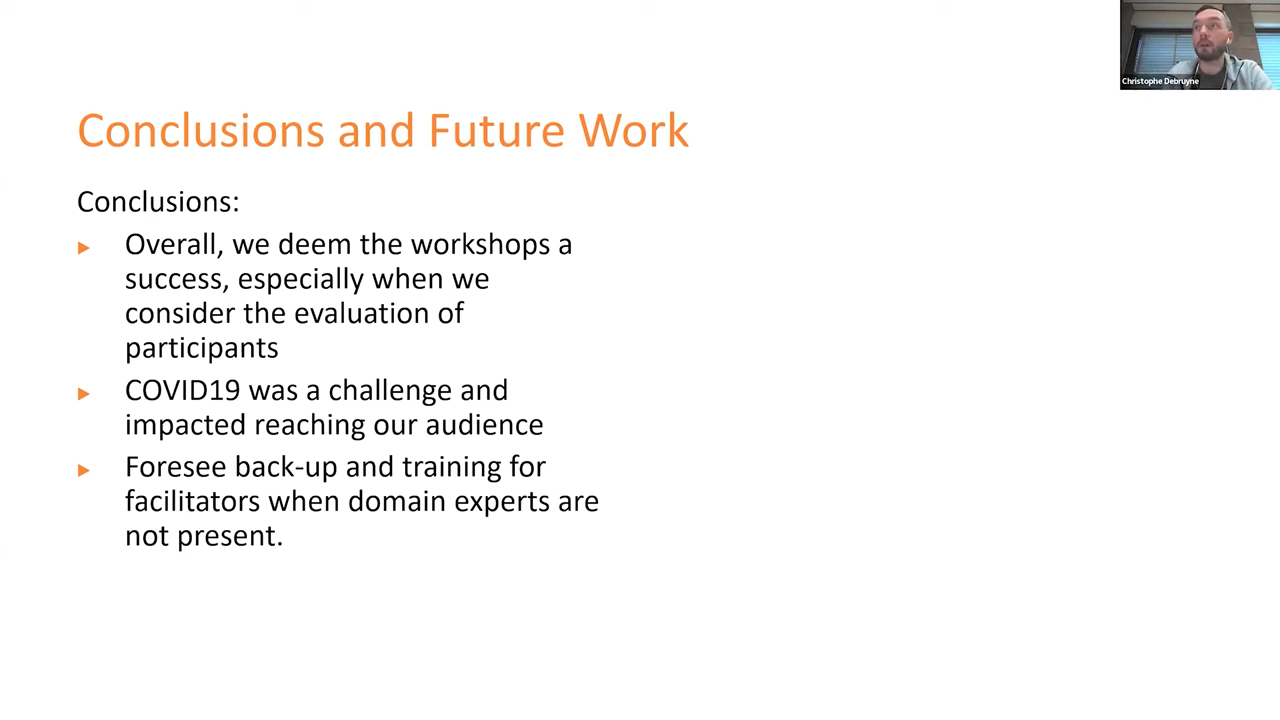 Christophe Debruyne
Conclusions and Future Work
Conclusions:
Overall, we deem the workshops a
success, especially when we
consider the evaluation of
participants
COVID19 was a challenge and
impacted reaching our audience
Foresee back-up and training for
facilitators when domain experts are
not present.